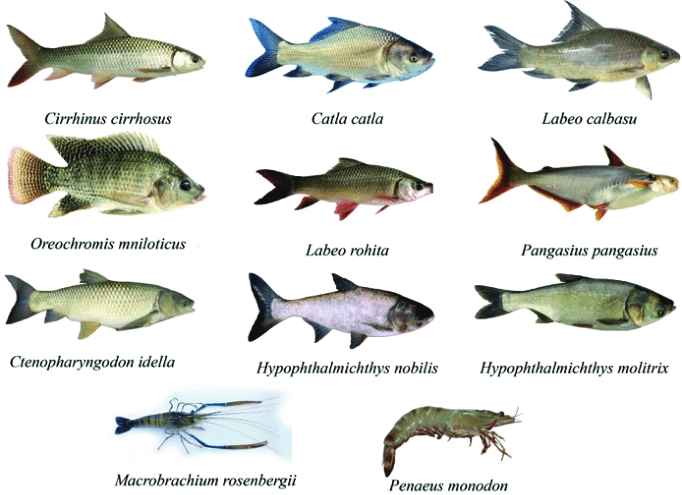 Cirrhinus cirrhosus
Catla catla
Labeo calbasu
Oreochromis mniloticus
Labeo rohita
Pangasius pangasius
Ctenopharyngodon idella
Hypophthalmichthys nobilis
Hypophthalmichthys molitrix
Macrobrachium rosenbergii
Penaeus monodon